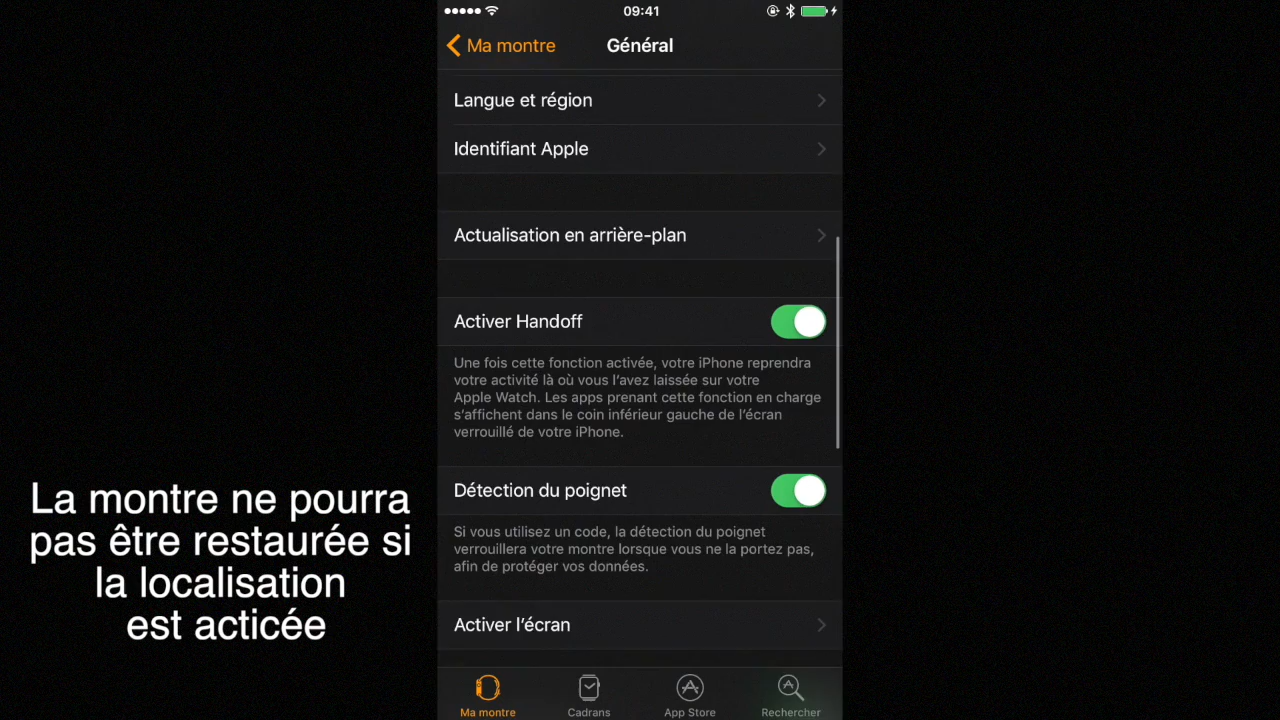 09:41
Ma montre
Général
Langue et région
Identifiant Apple
Actualisation en arrière-plan
Activer Handoff
Une fois cette fonction activée, votre iPhone reprendra
votre activité là où vous l’avez laissée sur votre
Apple Watch. Les apps prenant cette fonction en charge
s’affichent dans le coin inférieur gauche de l’écran
verrouillé de votre iPhone.
Détection du poignet
Si vous utilisez un code, la détection du poignet
verrouillera votre montre lorsque vous ne la portez pas,
afin de protéger vos données.
Activer l’écran
Ma montre
Cadrans
App Store
Rechercher
La montre ne pourra
pas être restaurée si
la localisation
est acticée